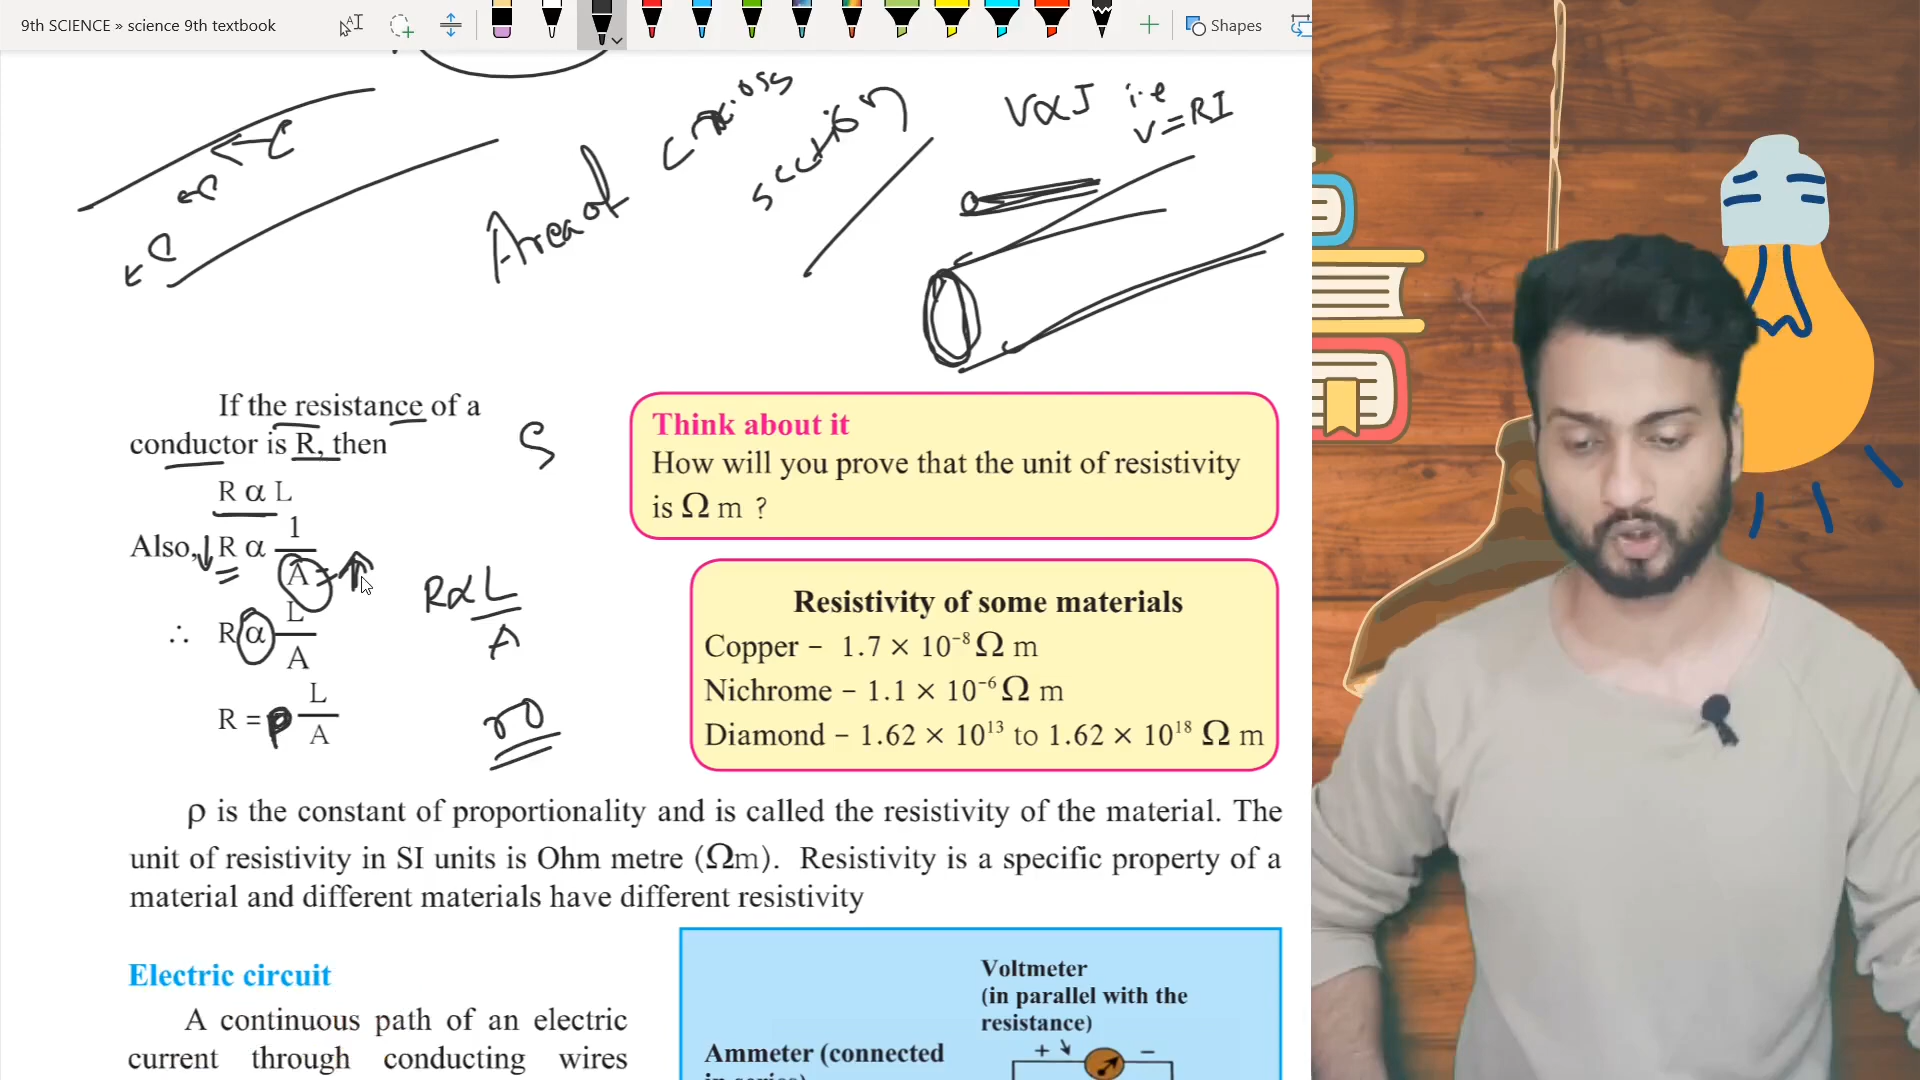 9th SCIENCE » science 9th textbook
Shapes
Area of cross section
V∝I i.e
V=RI
If the resistance of a
conductor is R, then
R α L
Also, R α 1/A
∴ R α L/A
R = ρ L/A
R∝L/A
Think about it
How will you prove that the unit of resistivity
is Ω m ?
Resistivity of some materials
Copper – 1.7 × 10⁻⁸ Ω m
Nichrome – 1.1 × 10⁻⁶ Ω m
Diamond – 1.62 × 10¹³ to 1.62 × 10¹⁸ Ω m
ρ is the constant of proportionality and is called the resistivity of the material. The
unit of resistivity in SI units is Ohm metre (Ωm). Resistivity is a specific property of a
material and different materials have different resistivity
Electric circuit
A continuous path of an electric
current through conducting wires
Voltmeter
(in parallel with the
resistance)
+ –
Ammeter (connected
in series)